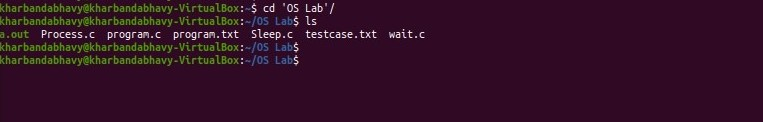 kharbandabhavy@kharbandabhavy-VirtualBox:~$ cd 'OS Lab'/
kharbandabhavy@kharbandabhavy-VirtualBox:~/OS Lab$ ls
a.out  Process.c  program.c  program.txt  Sleep.c  testcase.txt  wait.c
kharbandabhavy@kharbandabhavy-VirtualBox:~/OS Lab$
kharbandabhavy@kharbandabhavy-VirtualBox:~/OS Lab$